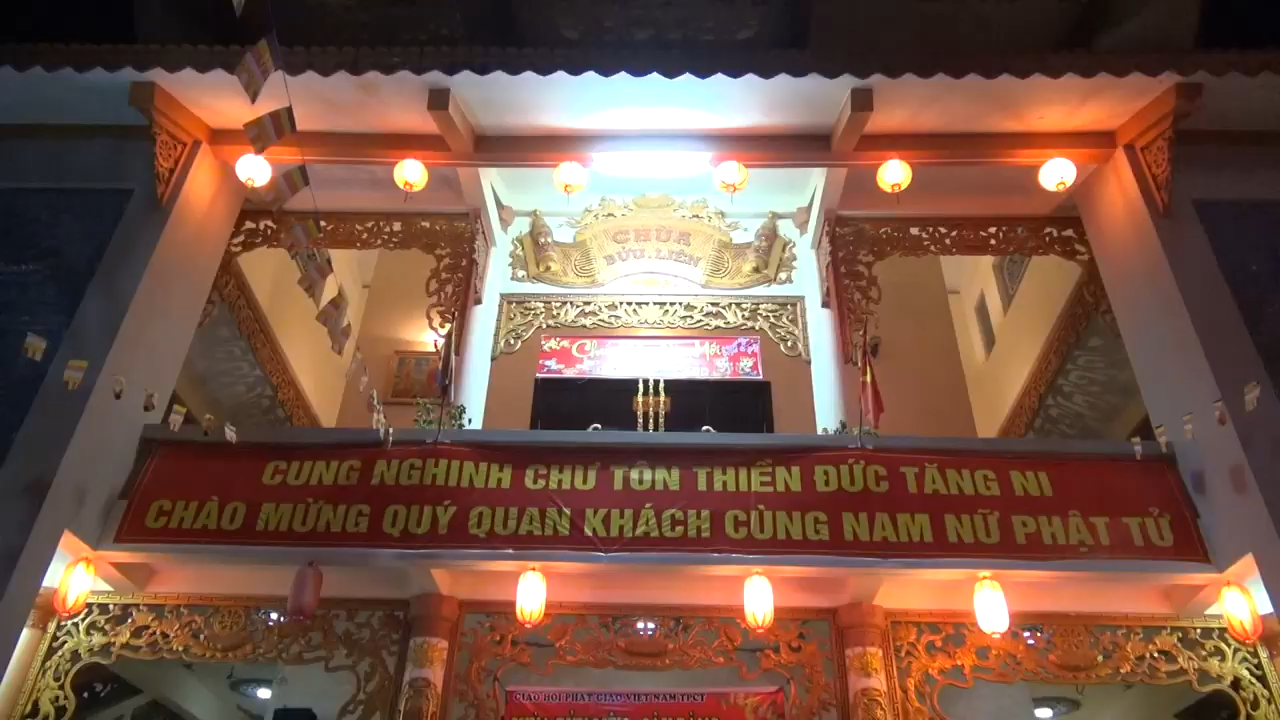 CHÙA
BỬU LIÊN
CUNG NGHINH CHƯ TÔN THIỀN ĐỨC TĂNG NI
CHÀO MỪNG QUÝ QUAN KHÁCH CÙNG NAM NỮ PHẬT TỬ
GIÁO HỘI PHẬT GIÁO VIỆT NAM TPCT